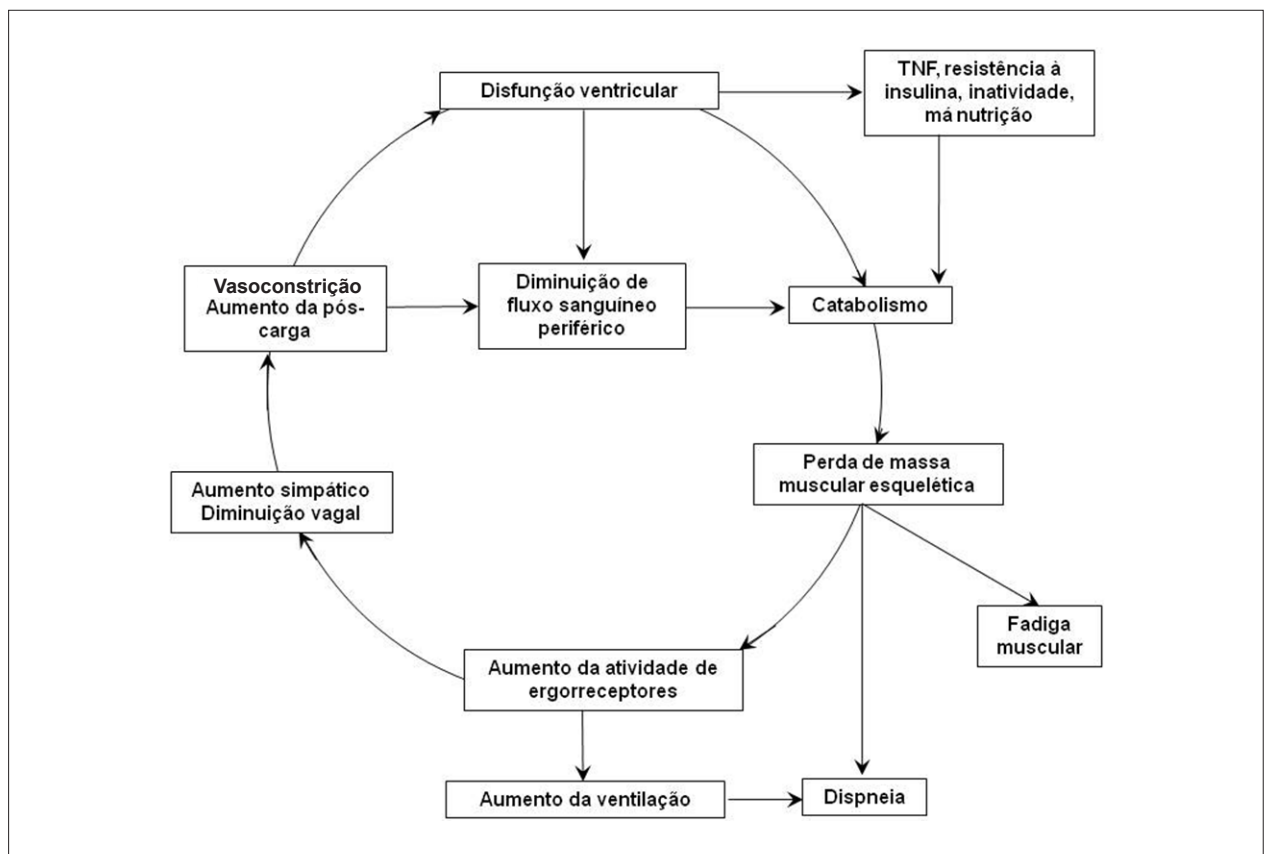 Disfunção ventricular
TNF, resistência à
insulina, inatividade,
má nutrição
Vasoconstrição
Aumento da pós-
carga
Diminuição de
fluxo sanguíneo
periférico
Catabolismo
Aumento simpático
Diminuição vagal
Perda de massa
muscular esquelética
Fadiga
muscular
Aumento da atividade de
ergorreceptores
Aumento da ventilação
Dispneia